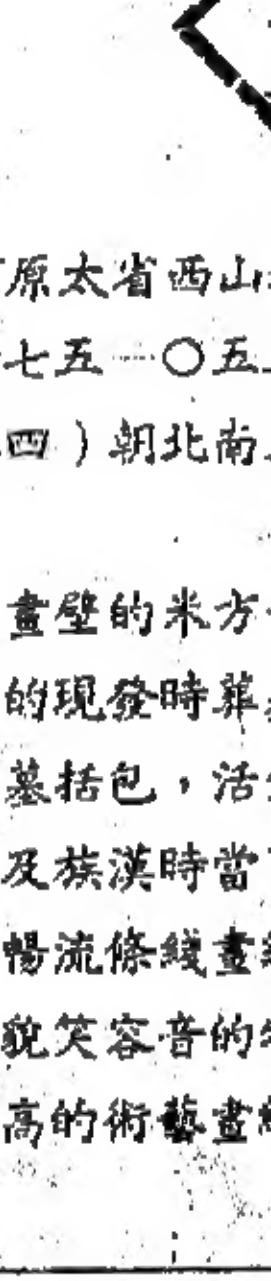 山西省太原
五〇—五七
南北朝（四
方米的壁畫
葬時發現的
活，包括墓
當時漢族及
畫綫條流暢
的音容笑貌
畫藝術的高